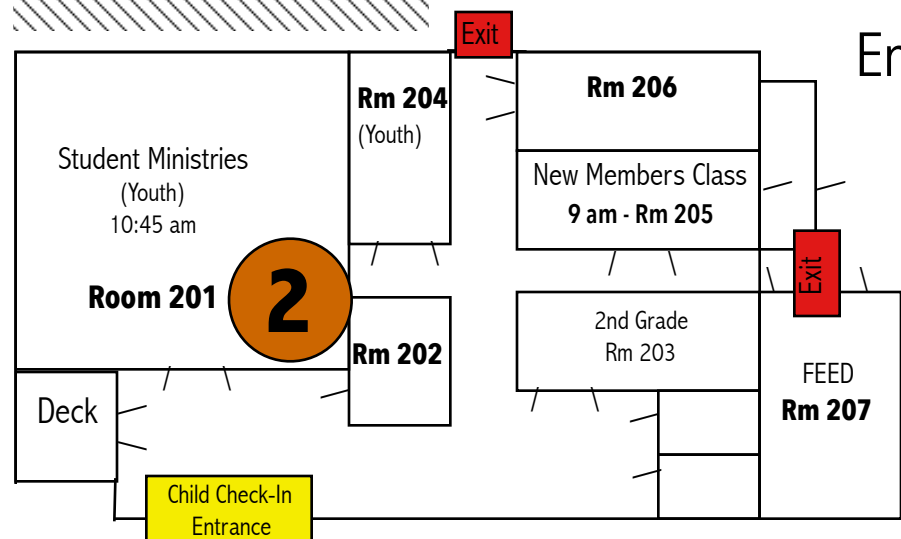 Exit
En
Rm 204
(Youth)
Rm 206
Student Ministries
(Youth)
10:45 am
New Members Class
9 am - Rm 205
Room 201
2
Exit
2nd Grade
Rm 203
Rm 202
FEED
Rm 207
Deck
Child Check-In
Entrance